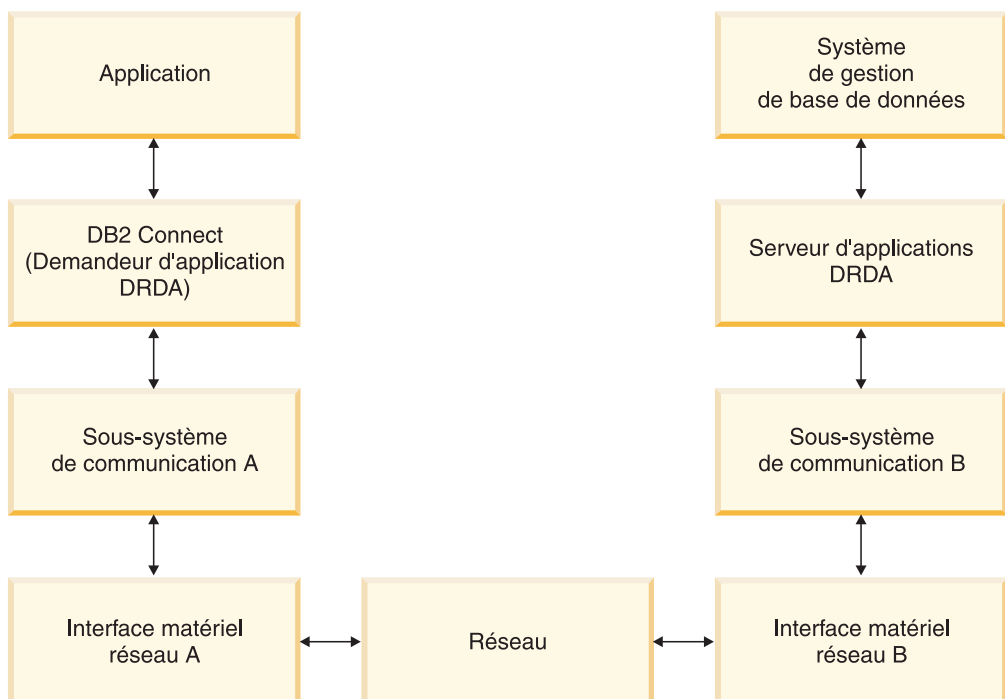 Application
Système
de gestion
de base de données
DB2 Connect
(Demandeur d'application
DRDA)
Serveur d'applications
DRDA
Sous-système
de communication A
Sous-système
de communication B
Interface matériel
réseau A
Réseau
Interface matériel
réseau B